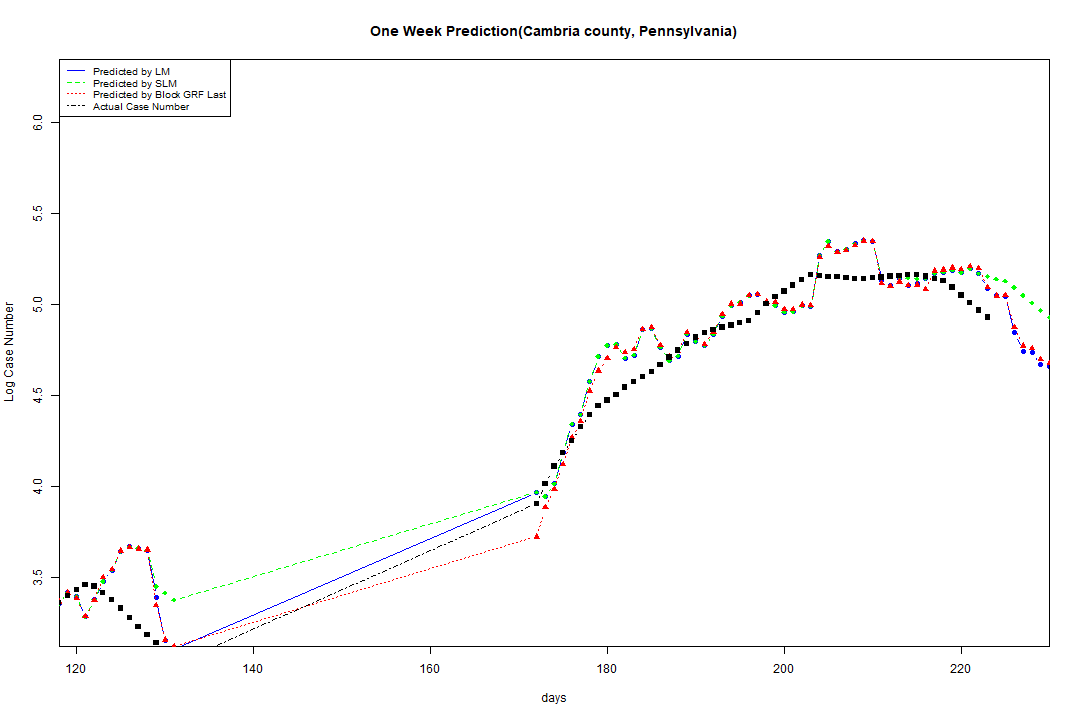 One Week Prediction(Cambria county, Pennsylvania)
Predicted by LM
Predicted by SLM
Predicted by Block GRF Last
Actual Case Number
6.0
5.5
5.0
4.5
4.0
3.5
Log Case Number
120 140 160 180 200 220
days